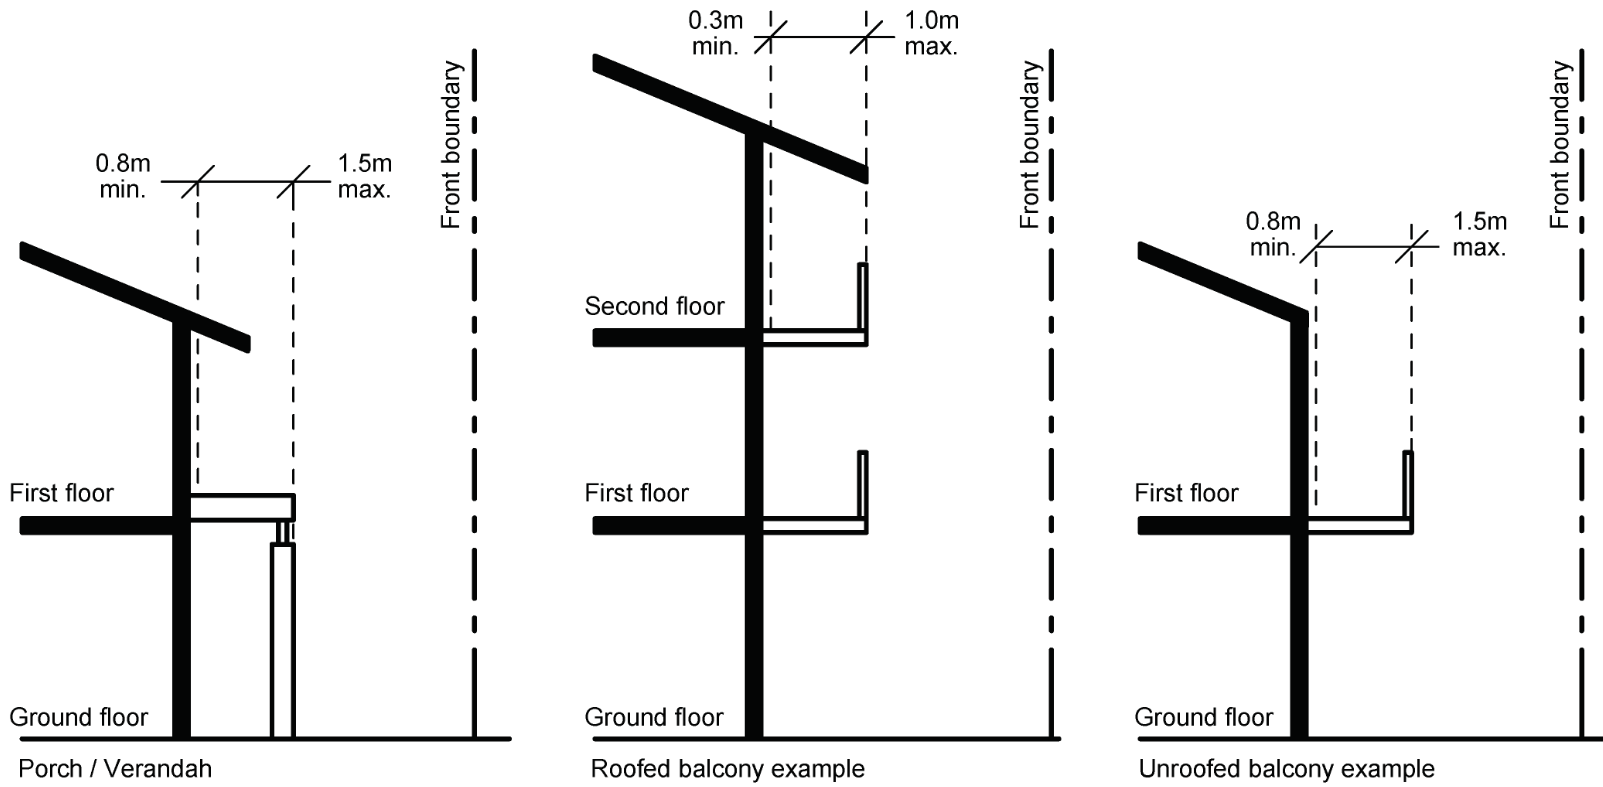 0.8m
min.
1.5m
max.
Front boundary
First floor
Ground floor
Porch / Verandah
0.3m
min.
1.0m
max.
Front boundary
Second floor
First floor
Ground floor
Roofed balcony example
0.8m
min.
1.5m
max.
Front boundary
First floor
Ground floor
Unroofed balcony example